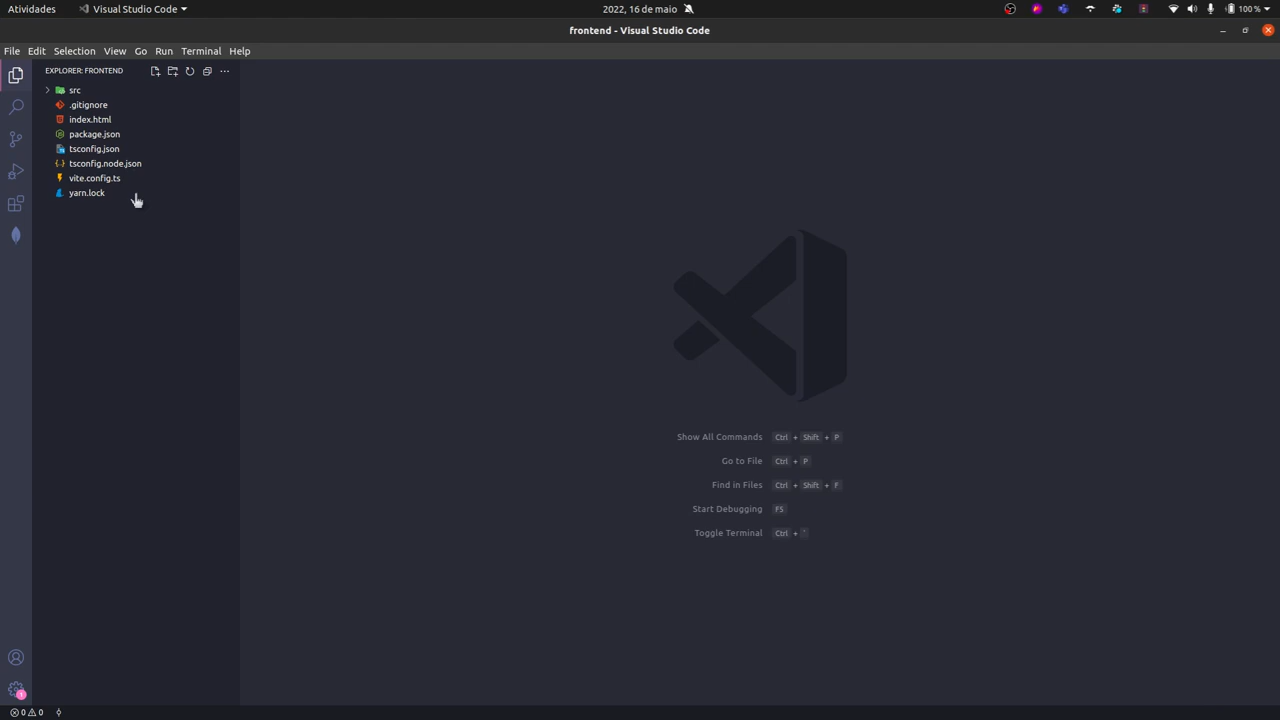 Atividades Visual Studio Code 2022, 16 de maio 100 %
frontend - Visual Studio Code
File Edit Selection View Go Run Terminal Help
EXPLORER: FRONTEND
src
.gitignore
index.html
package.json
tsconfig.json
tsconfig.node.json
vite.config.ts
yarn.lock
Show All Commands Ctrl + Shift + P
Go to File Ctrl + P
Find in Files Ctrl + Shift + F
Start Debugging F5
Toggle Terminal Ctrl + `
1
0 0